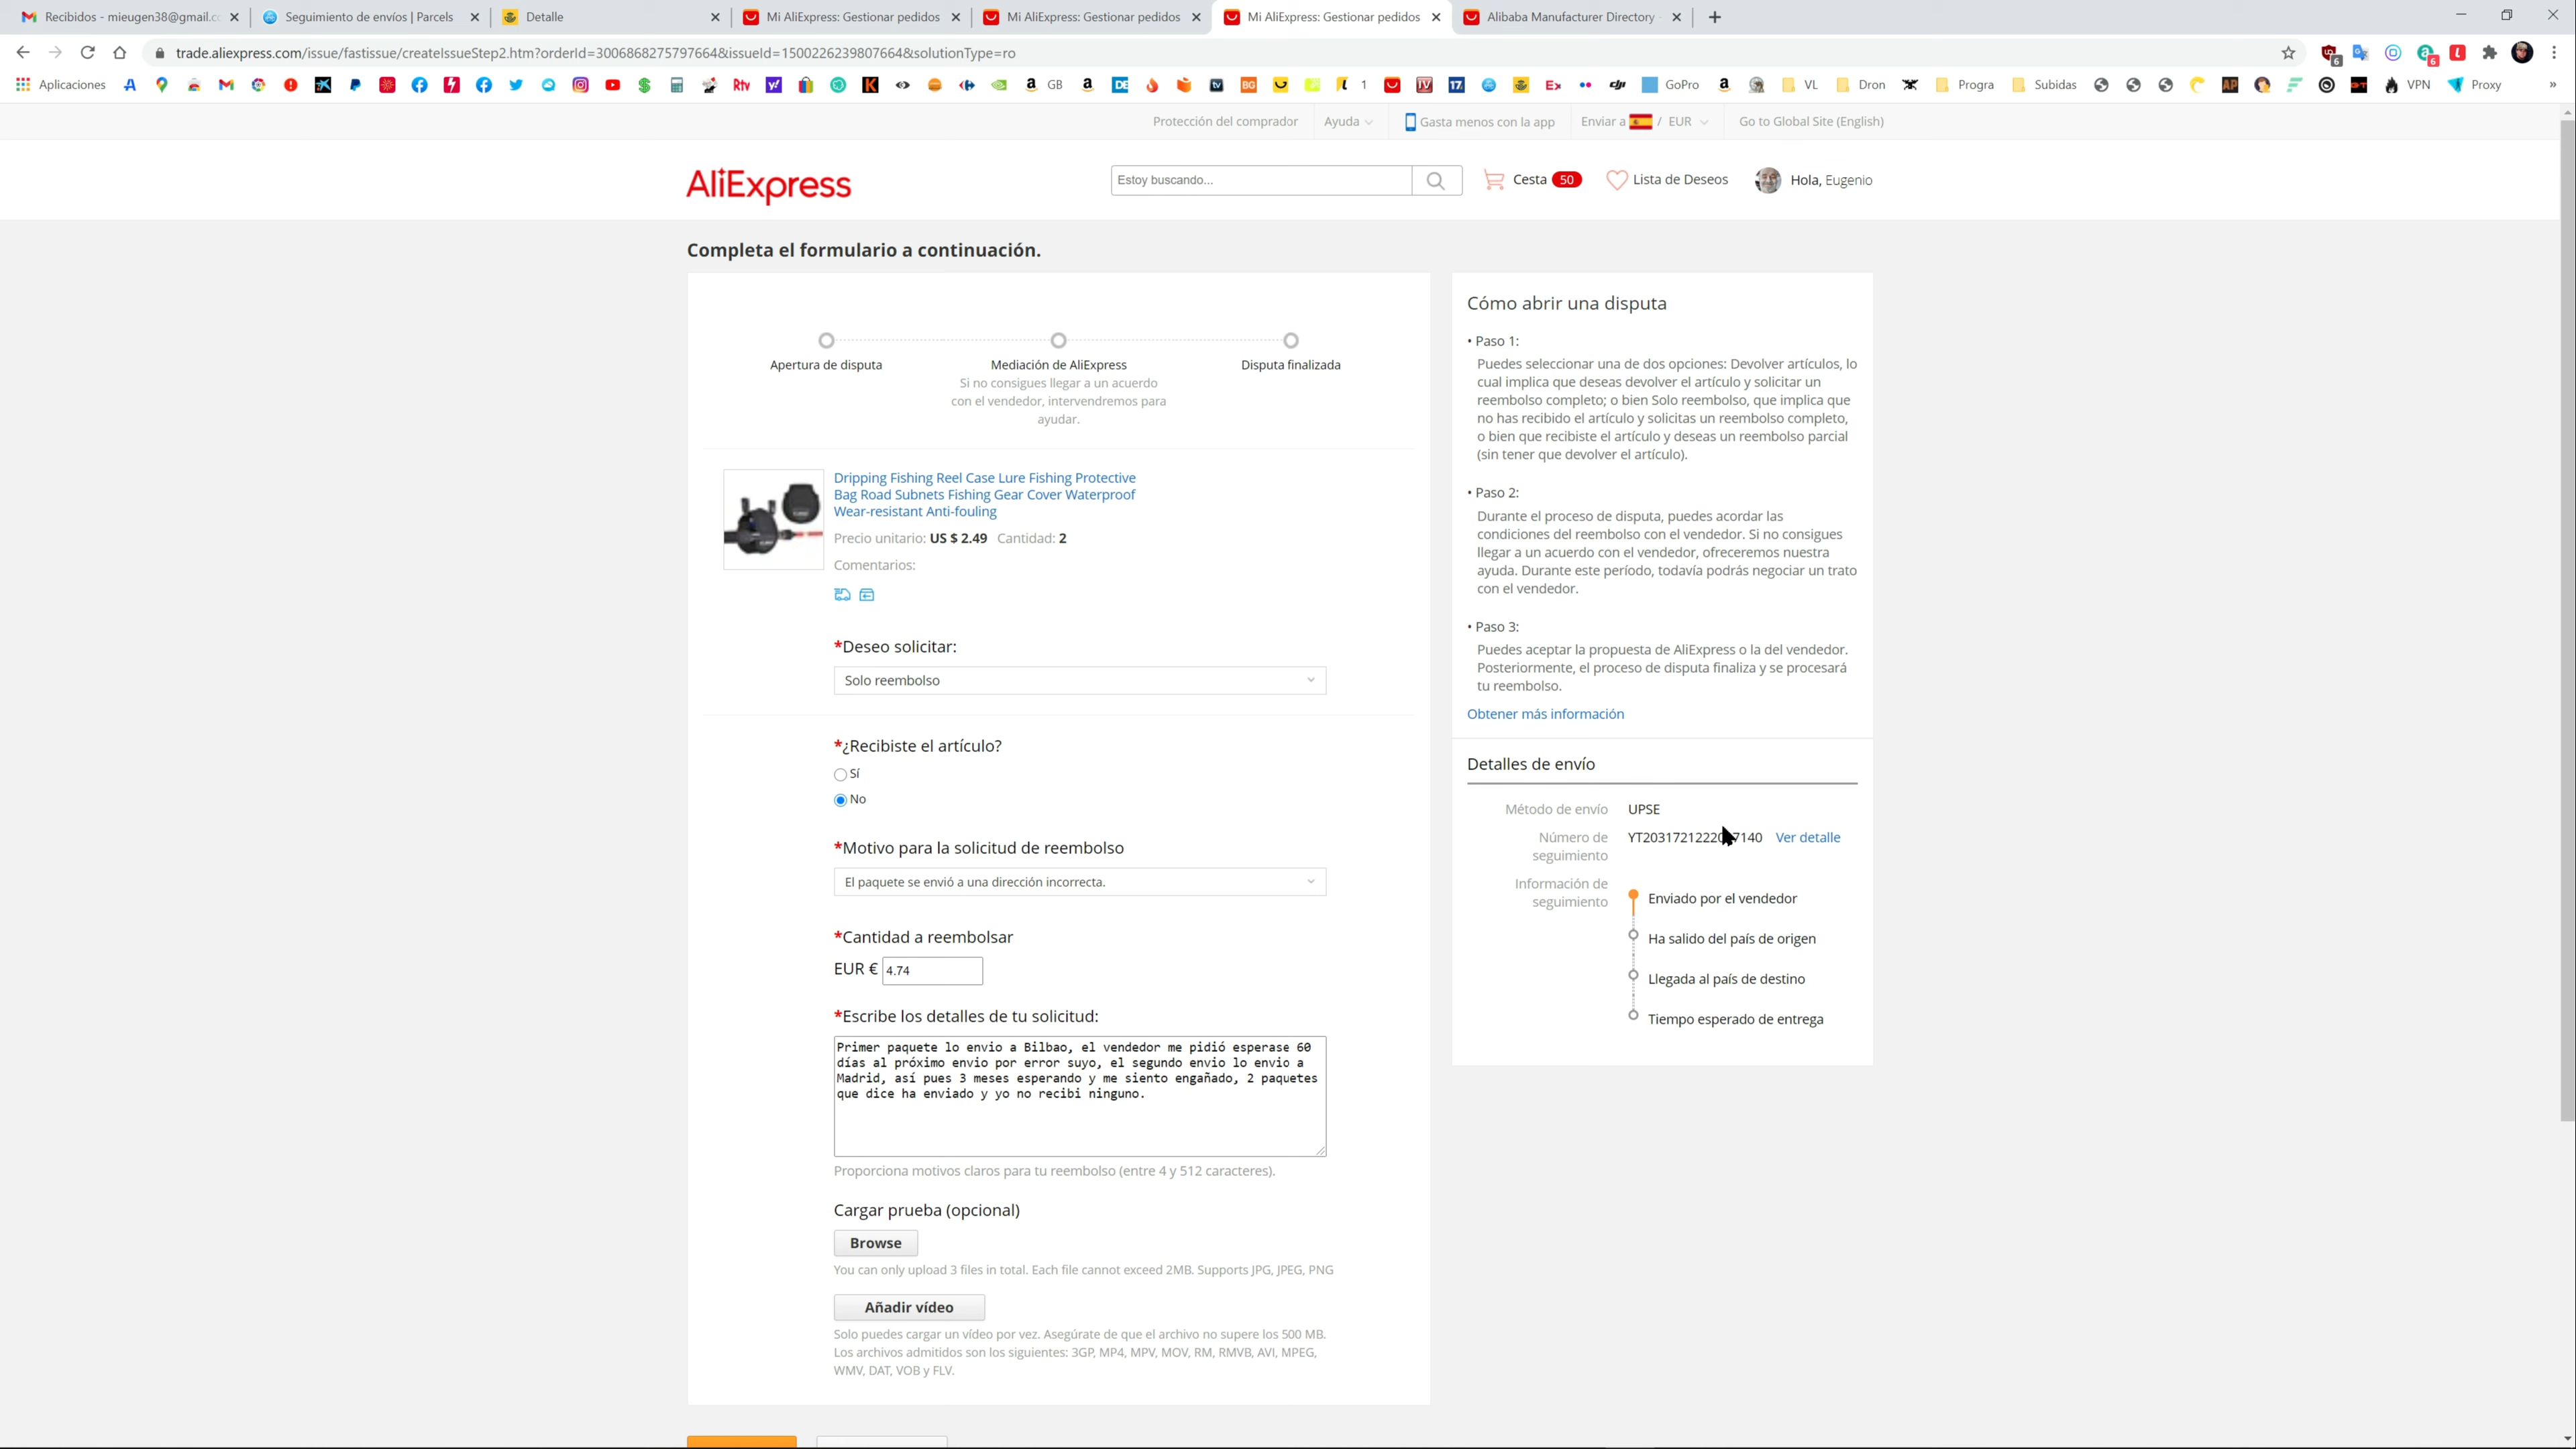 Recibidos - mieugen38@gmail.c
Seguimiento de envíos | Parcels
Detalle
Mi AliExpress: Gestionar pedidos
Mi AliExpress: Gestionar pedidos
Mi AliExpress: Gestionar pedidos
Alibaba Manufacturer Directory
trade.aliexpress.com/issue/fastissue/createIssueStep2.htm?orderId=3006868275797664&issueId=150022623980​7664&solutionType=ro
Aplicaciones
GB
1
GoPro
VL
Dron
Progra
Subidas
VPN
Proxy
»
Protección del comprador
Ayuda
Gasta menos con la app
Enviar a / EUR
Go to Global Site (English)
AliExpress
Estoy buscando...
Cesta 50
Lista de Deseos
Hola, Eugenio
Completa el formulario a continuación.
Apertura de disputa
Mediación de AliExpress
Si no consigues llegar a un acuerdo
con el vendedor, intervendremos para
ayudar.
Disputa finalizada
Dripping Fishing Reel Case Lure Fishing Protective
Bag Road Subnets Fishing Gear Cover Waterproof
Wear-resistant Anti-fouling
Precio unitario: US $ 2.49 Cantidad: 2
Comentarios:
*Deseo solicitar:
Solo reembolso
*¿Recibiste el artículo?
Sí
No
*Motivo para la solicitud de reembolso
El paquete se envió a una dirección incorrecta.
*Cantidad a reembolsar
EUR € 4.74
*Escribe los detalles de tu solicitud:
Primer paquete lo envio a Bilbao, el vendedor me pidió esperase 60
días al próximo envio por error suyo, el segundo envio lo envio a
Madrid, así pues 3 meses esperando y me siento engañado, 2 paquetes
que dice ha enviado y yo no recibi ninguno.
Proporciona motivos claros para tu reembolso (entre 4 y 512 caracteres).
Cargar prueba (opcional)
Browse
You can only upload 3 files in total. Each file cannot exceed 2MB. Supports JPG, JPEG, PNG
Añadir vídeo
Solo puedes cargar un vídeo por vez. Asegúrate de que el archivo no supere los 500 MB.
Los archivos admitidos son los siguientes: 3GP, MP4, MPV, MOV, RM, RMVB, AVI, MPEG,
WMV, DAT, VOB y FLV.
Cómo abrir una disputa
• Paso 1:
Puedes seleccionar una de dos opciones: Devolver artículos, lo
cual implica que deseas devolver el artículo y solicitar un
reembolso completo; o bien Solo reembolso, que implica que
no has recibido el artículo y solicitas un reembolso completo,
o bien que recibiste el artículo y deseas un reembolso parcial
(sin tener que devolver el artículo).
• Paso 2:
Durante el proceso de disputa, puedes acordar las
condiciones del reembolso con el vendedor. Si no consigues
llegar a un acuerdo con el vendedor, ofreceremos nuestra
ayuda. Durante este período, todavía podrás negociar un trato
con el vendedor.
• Paso 3:
Puedes aceptar la propuesta de AliExpress o la del vendedor.
Posteriormente, el proceso de disputa finaliza y se procesará
tu reembolso.
Obtener más información
Detalles de envío
Método de envío UPSE
Número de
seguimiento
Ver detalle
Información de
seguimiento
Enviado por el vendedor
Ha salido del país de origen
Llegada al país de destino
Tiempo esperado de entrega